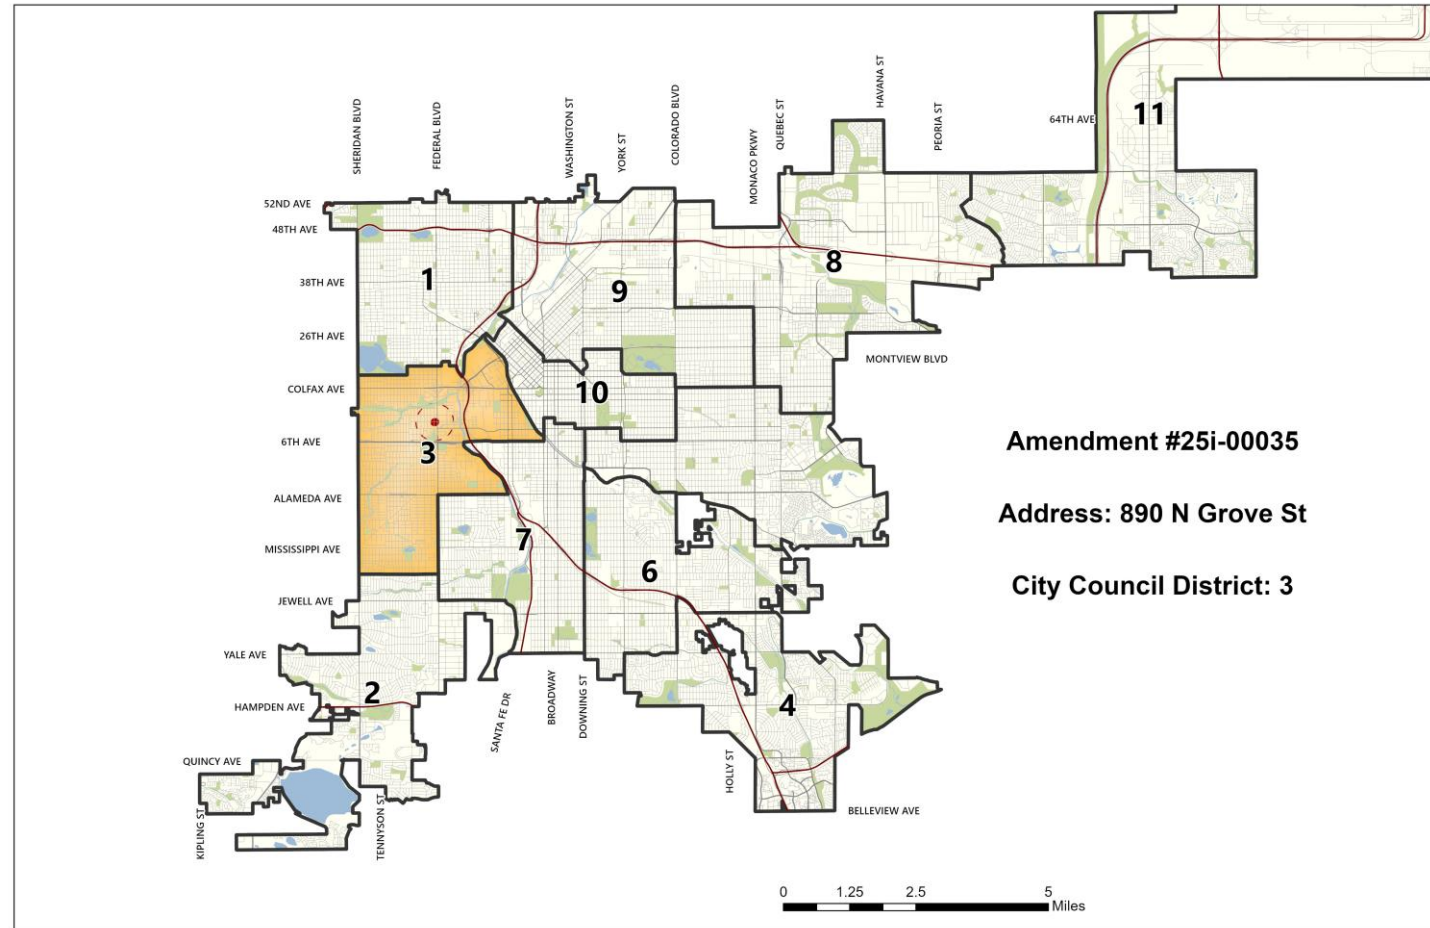 SHERIDAN BLVD
FEDERAL BLVD
WASHINGTON ST
YORK ST
COLORADO BLVD
MONACO PKWY
QUEBEC ST
HAVANA ST
PEORIA ST
64TH AVE
11
52ND AVE
48TH AVE
1
8
9
38TH AVE
26TH AVE
MONTVIEW BLVD
COLFAX AVE
10
6TH AVE
3
Amendment #25i-00035
ALAMEDA AVE
Address: 890 N Grove St
7
MISSISSIPPI AVE
6
City Council District: 3
JEWELL AVE
YALE AVE
2
HAMPDEN AVE
4
SANTA FE DR
BROADWAY
DOWNING ST
QUINCY AVE
HOLLY ST
KIPLING ST
TENNYSON ST
BELLEVIEW AVE
0 1.25 2.5 5
Miles